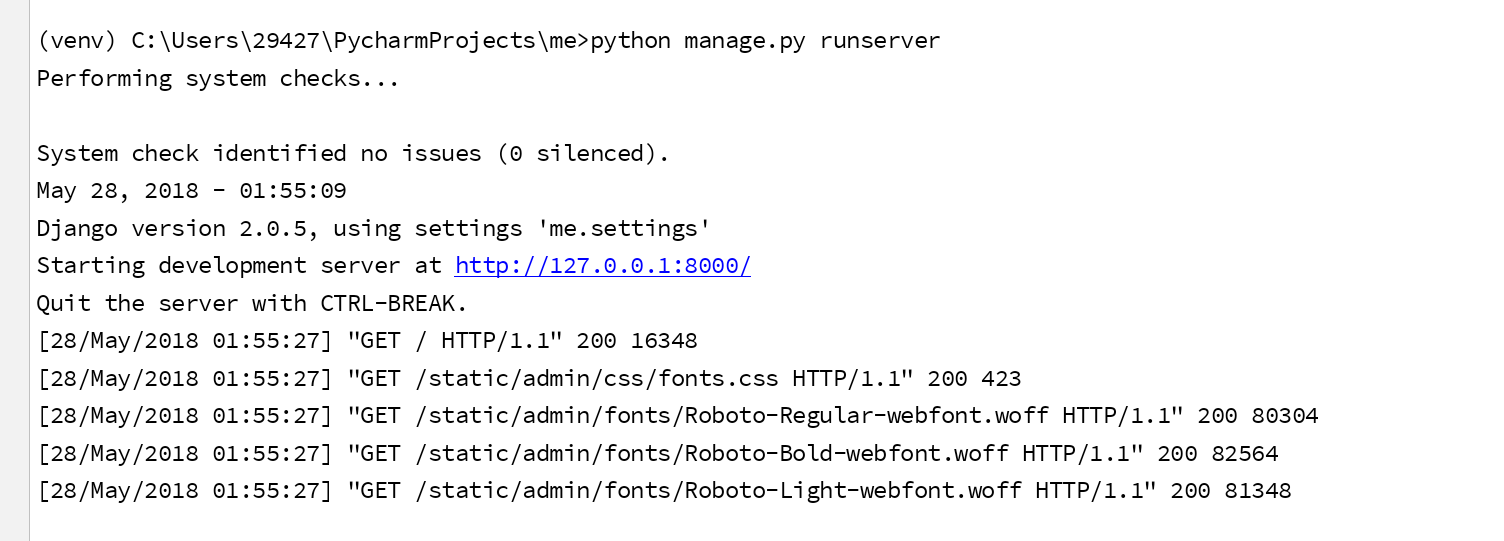 (venv) C:\Users\29427\PycharmProjects\me>python manage.py runserver
Performing system checks...
System check identified no issues (0 silenced).
May 28, 2018 - 01:55:09
Django version 2.0.5, using settings 'me.settings'
Starting development server at http://127.0.0.1:8000/
Quit the server with CTRL-BREAK.
[28/May/2018 01:55:27] "GET / HTTP/1.1" 200 16348
[28/May/2018 01:55:27] "GET /static/admin/css/fonts.css HTTP/1.1" 200 423
[28/May/2018 01:55:27] "GET /static/admin/fonts/Roboto-Regular-webfont.woff HTTP/1.1" 200 80304
[28/May/2018 01:55:27] "GET /static/admin/fonts/Roboto-Bold-webfont.woff HTTP/1.1" 200 82564
[28/May/2018 01:55:27] "GET /static/admin/fonts/Roboto-Light-webfont.woff HTTP/1.1" 200 81348